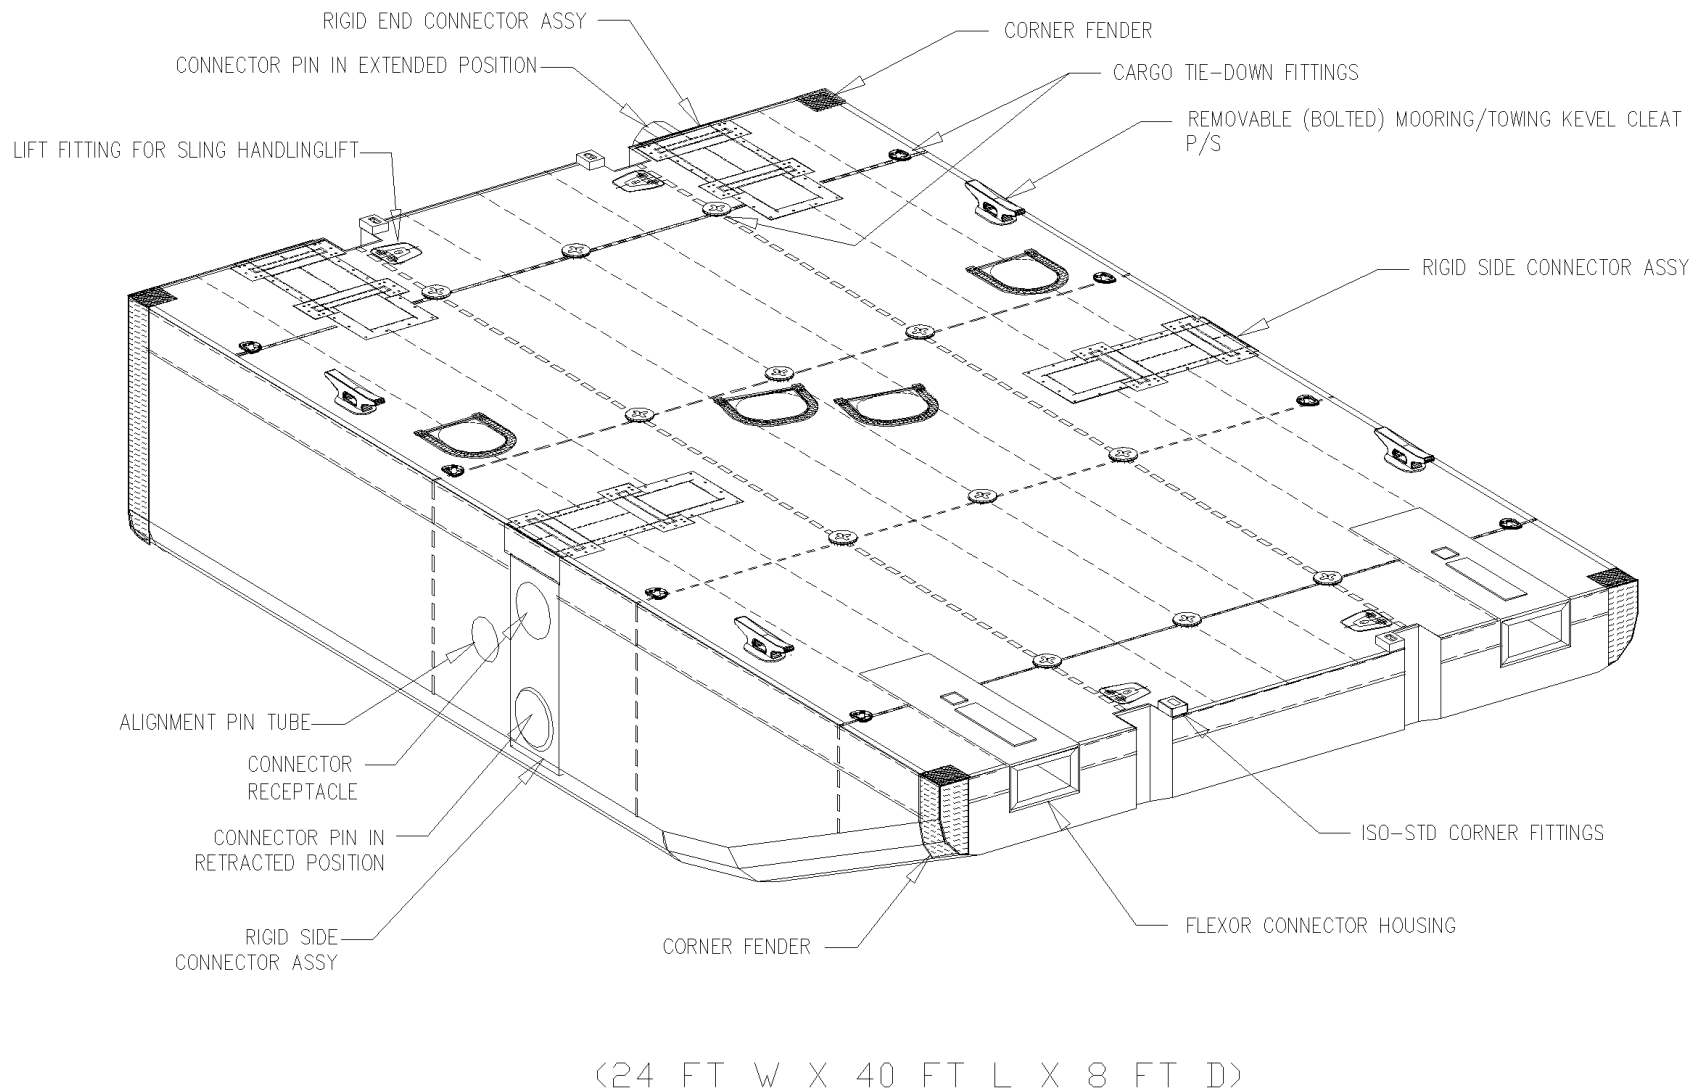 RIGID END CONNECTOR ASSY
CORNER FENDER
CONNECTOR PIN IN EXTENDED POSITION
CARGO TIE-DOWN FITTINGS
REMOVABLE (BOLTED) MOORING/TOWING KEVEL CLEAT
P/S
LIFT FITTING FOR SLING HANDLINGLIFT
RIGID SIDE CONNECTOR ASSY
ALIGNMENT PIN TUBE
CONNECTOR
RECEPTACLE
CONNECTOR PIN IN
RETRACTED POSITION
ISO-STD CORNER FITTINGS
RIGID SIDE
CONNECTOR ASSY
CORNER FENDER
FLEXOR CONNECTOR HOUSING
(24 FT W X 40 FT L X 8 FT D)